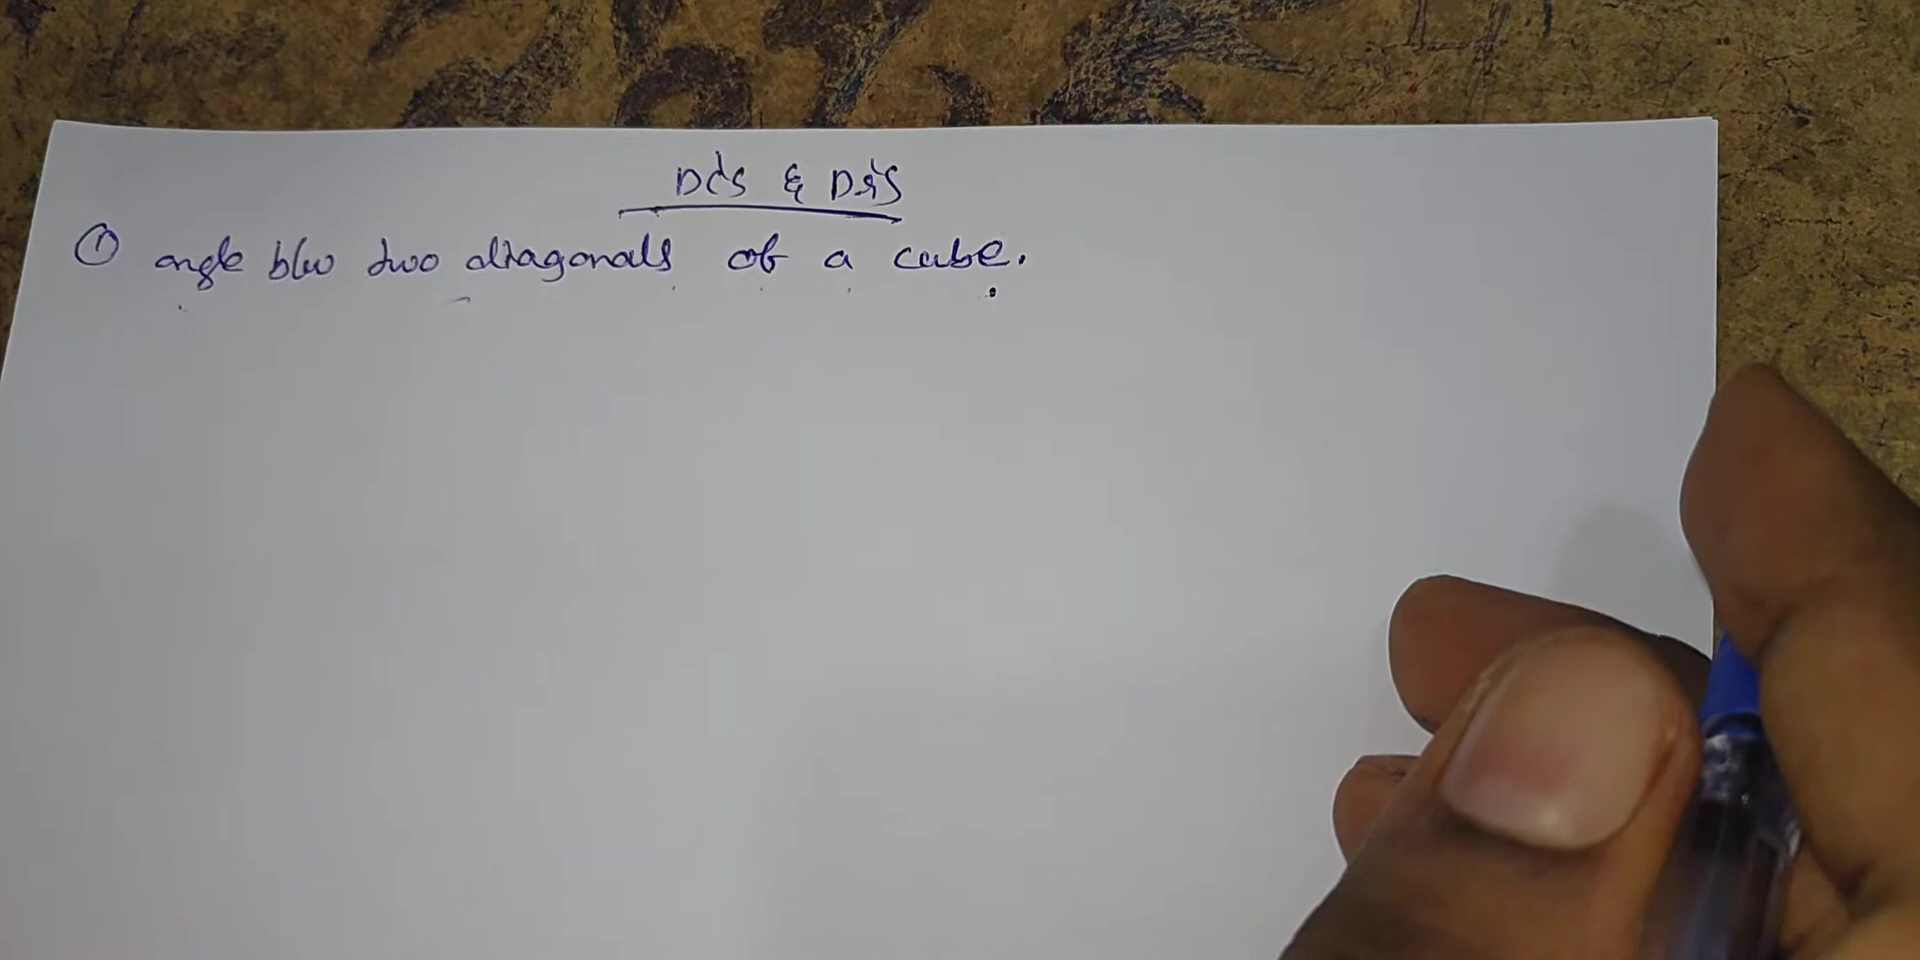 Dc's & Dr's
① angle b/w two diagonals of a cube.